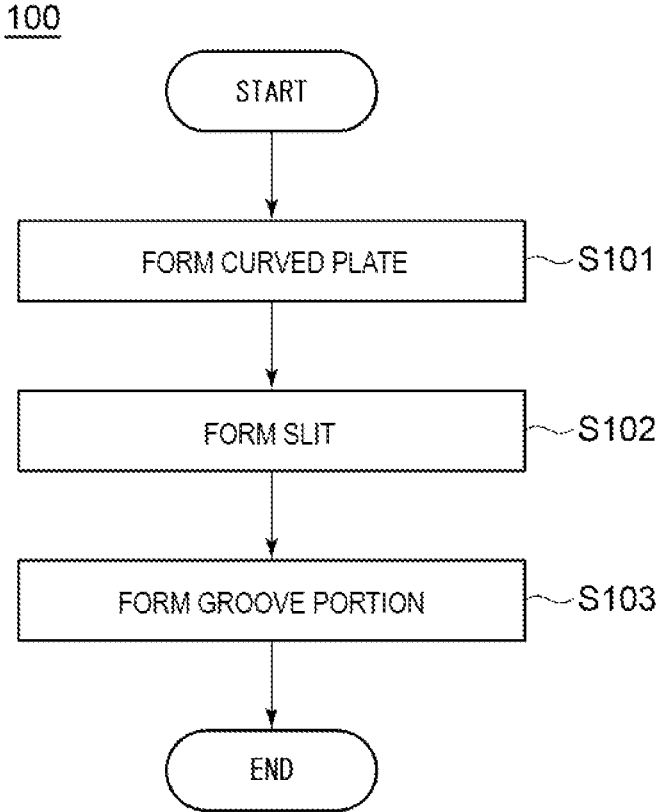 100
START
FORM CURVED PLATE
S101
FORM SLIT
S102
FORM GROOVE PORTION
S103
END